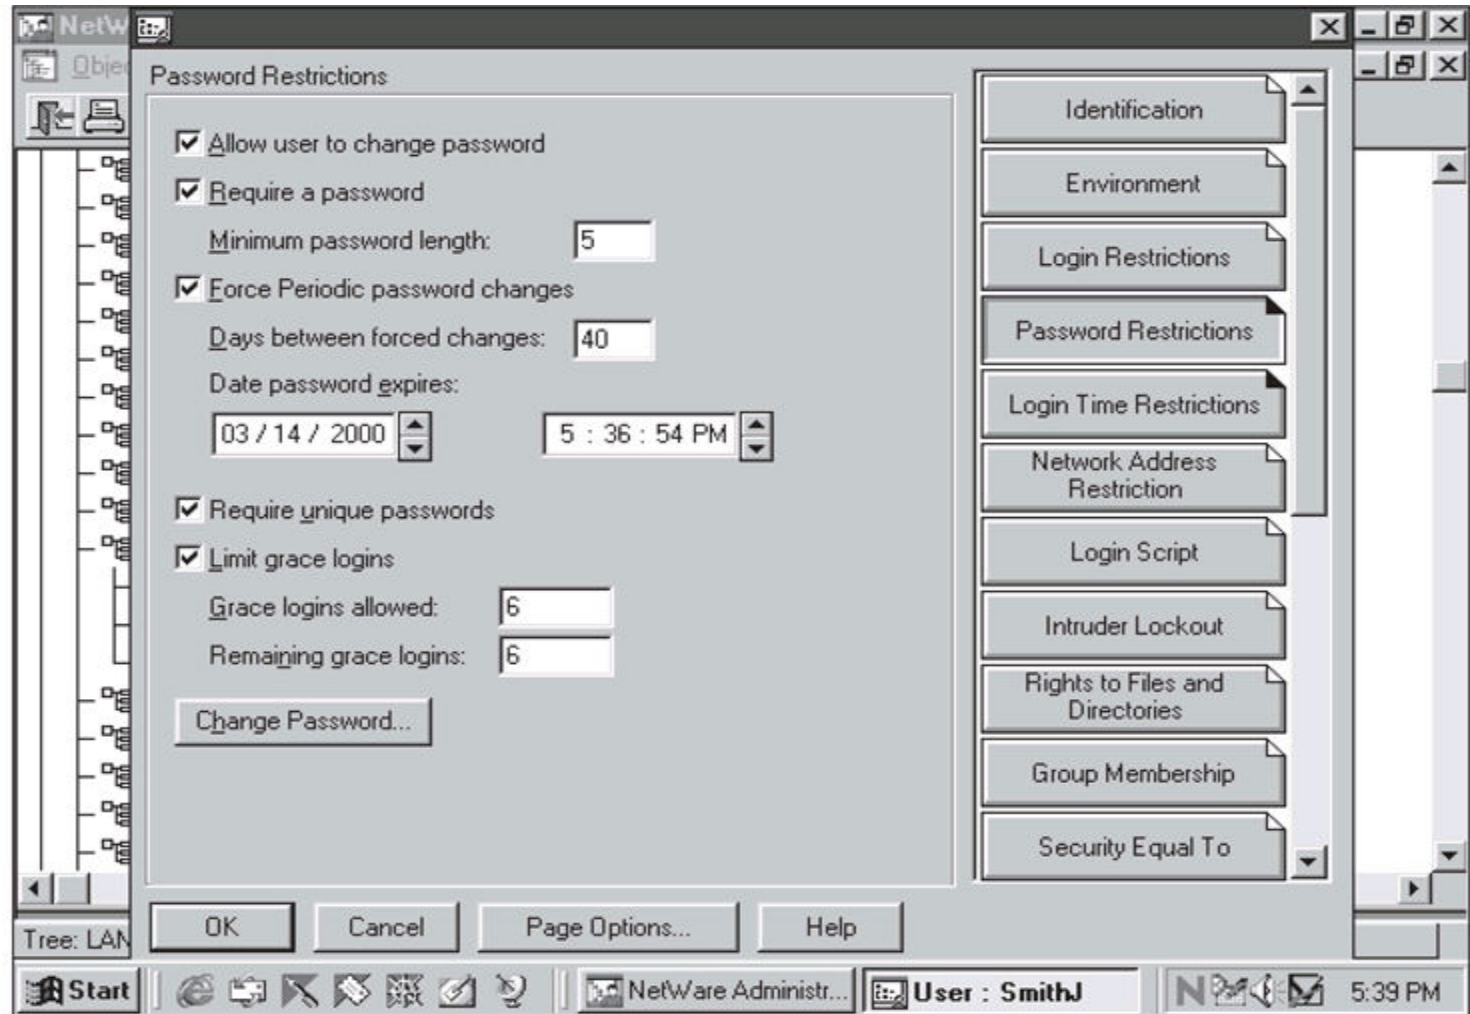 NetW
Obje
Password Restrictions
Allow user to change password
Require a password
Minimum password length: 5
Force Periodic password changes
Days between forced changes: 40
Date password expires:
03 / 14 / 2000 5 : 36 : 54 PM
Require unique passwords
Limit grace logins
Grace logins allowed: 6
Remaining grace logins: 6
Change Password...
Identification
Environment
Login Restrictions
Password Restrictions
Login Time Restrictions
Network Address
Restriction
Login Script
Intruder Lockout
Rights to Files and
Directories
Group Membership
Security Equal To
OK Cancel Page Options... Help
Tree: LAN
Start NetWare Administr... User : SmithJ N 5:39 PM